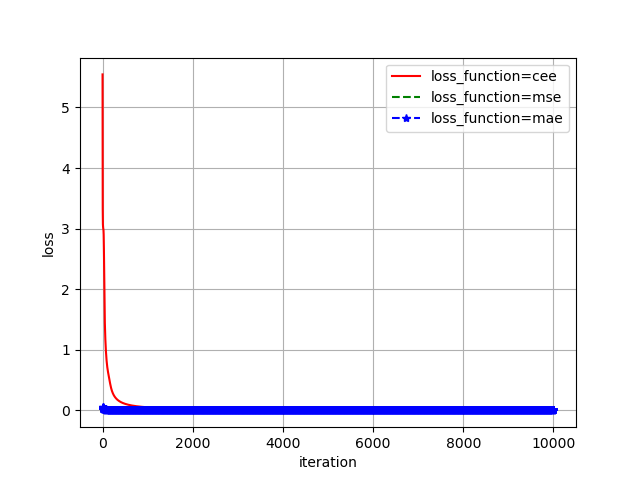 loss_function=cee
loss_function=mse
loss_function=mae
5
4
3
2
1
0
loss
0 2000 4000 6000 8000 10000
iteration